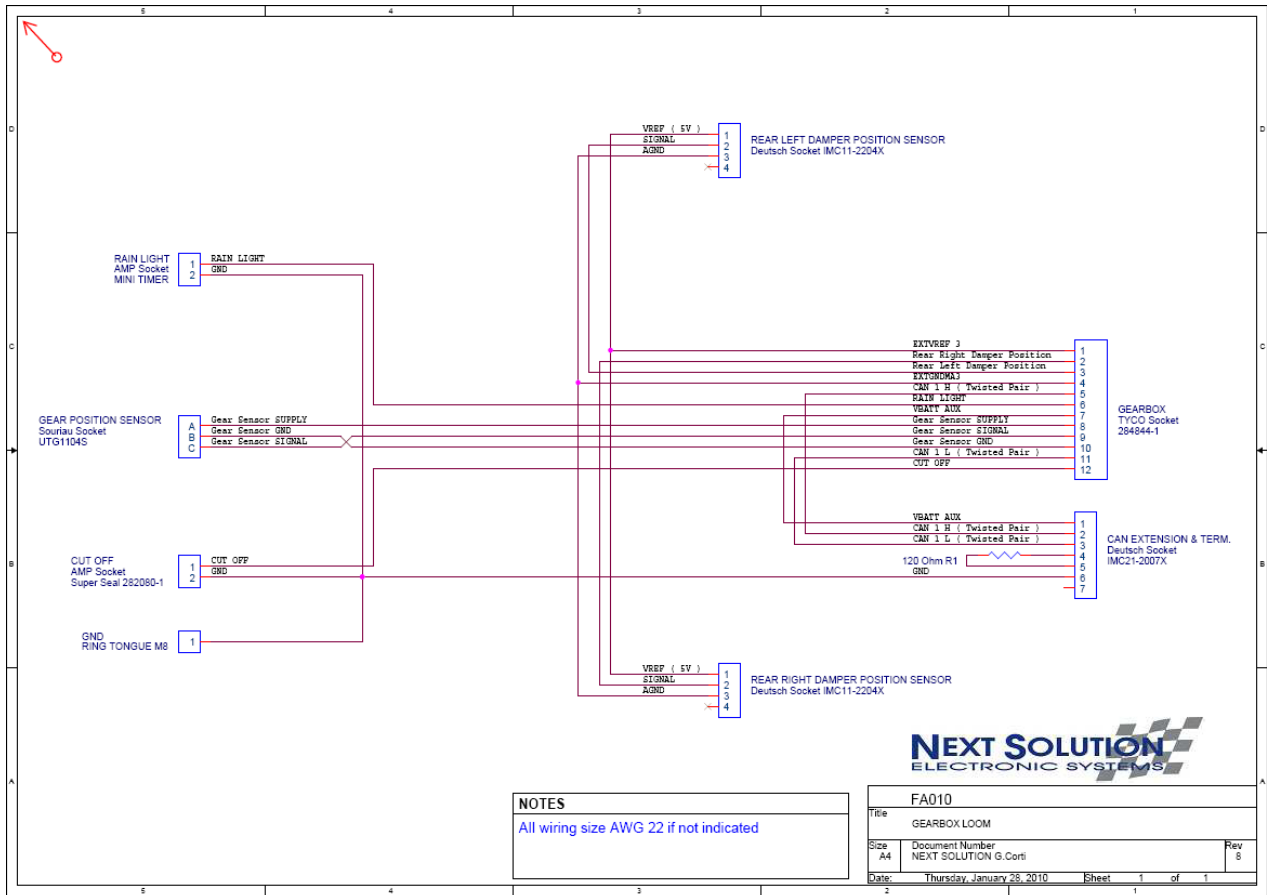 5 4 3 2 1
D
D
VREF ( 5V )
SIGNAL
AGND
1
2
3
4
REAR LEFT DAMPER POSITION SENSOR
Deutsch Socket IMC11-2204X
RAIN LIGHT
AMP Socket
MINI TIMER
1
2
RAIN LIGHT
GND
C
C
EXTVREF 3
Rear Right Damper Position
Rear Left Damper Position
EXTGNDMA3
CAN 1 H ( Twisted Pair )
RAIN LIGHT
VBATT AUX
Gear Sensor SUPPLY
Gear Sensor SIGNAL
Gear Sensor GND
CAN 1 L ( Twisted Pair )
CUT OFF
1
2
3
4
5
6
7
8
9
10
11
12
GEARBOX
TYCO Socket
284844-1
GEAR POSITION SENSOR
Souriau Socket
UTG1104S
A
B
C
Gear Sensor SUPPLY
Gear Sensor GND
Gear Sensor SIGNAL
VBATT AUX
CAN 1 H ( Twisted Pair )
CAN 1 L ( Twisted Pair )
120 Ohm R1
GND
1
2
3
4
5
6
7
CAN EXTENSION & TERM.
Deutsch Socket
IMC21-2007X
B
B
CUT OFF
AMP Socket
Super Seal 282080-1
1
2
CUT OFF
GND
GND
RING TONGUE M8
1
VREF ( 5V )
SIGNAL
AGND
1
2
3
4
REAR RIGHT DAMPER POSITION SENSOR
Deutsch Socket IMC11-2204X
NEXT SOLUTION
ELECTRONIC SYSTEMS
A
A
NOTES
All wiring size AWG 22 if not indicated
FA010
Title
GEARBOX LOOM
Size
A4
Document Number
NEXT SOLUTION G.Corti
Rev
8
Date: Thursday, January 28, 2010 Sheet 1 of 1
5 4 3 2 1